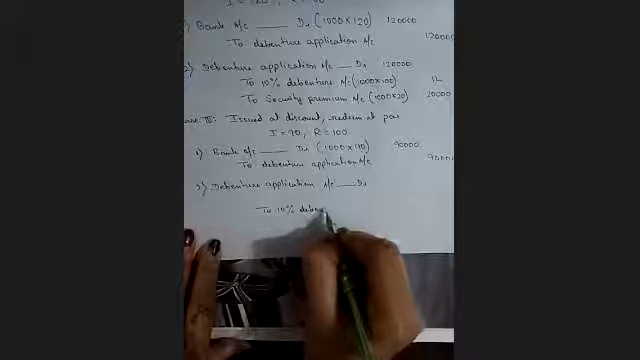 1) Bank A/c Dr (1000×120) 120000
To debenture application A/c 120000
2) Debenture application A/c Dr 120000
To 10% debenture A/c (1000×100) 1L
To Security premium A/c (1000×20) 20000
III: Issued at discount, redeem at par
I = 90, R = 100
1) Bank A/c Dr (1000×90) 90000
To debenture application A/c 90000
2) Debenture application A/c Dr
To 10% debe